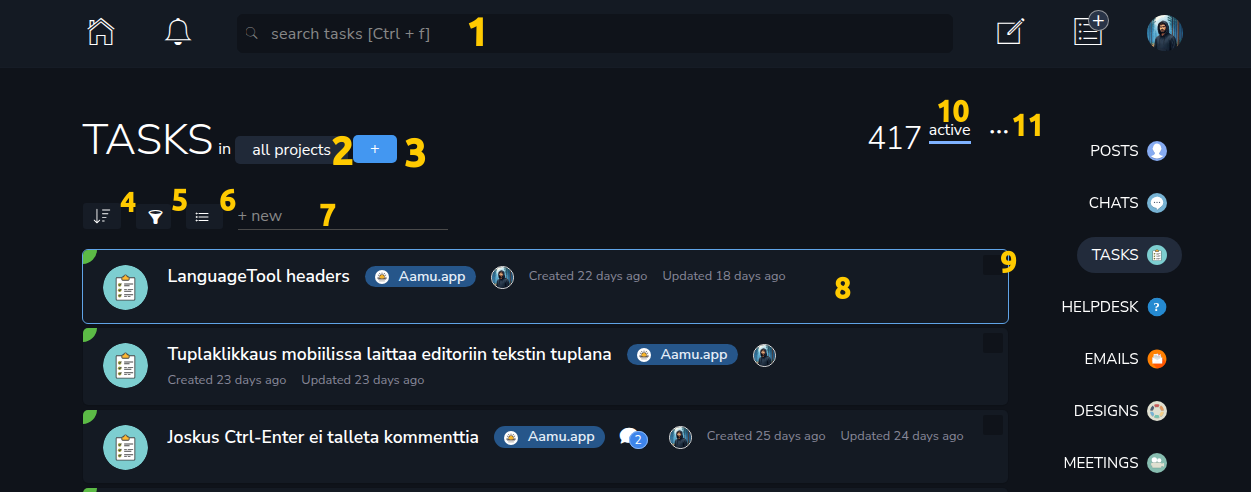 search tasks [Ctrl + f] 1
TASKS in all projects 2 + 3
417 active 10 ... 11
4 5 6 + new 7
LanguageTool headers Aamu.app Created 22 days ago Updated 18 days ago 8 9
Tuplaklikkaus mobiilissa laittaa editoriin tekstin tuplana Aamu.app
Created 23 days ago Updated 23 days ago
Joskus Ctrl-Enter ei talleta kommenttia Aamu.app 2 Created 25 days ago Updated 24 days ago
POSTS
CHATS
TASKS
HELPDESK ?
EMAILS
DESIGNS
MEETINGS